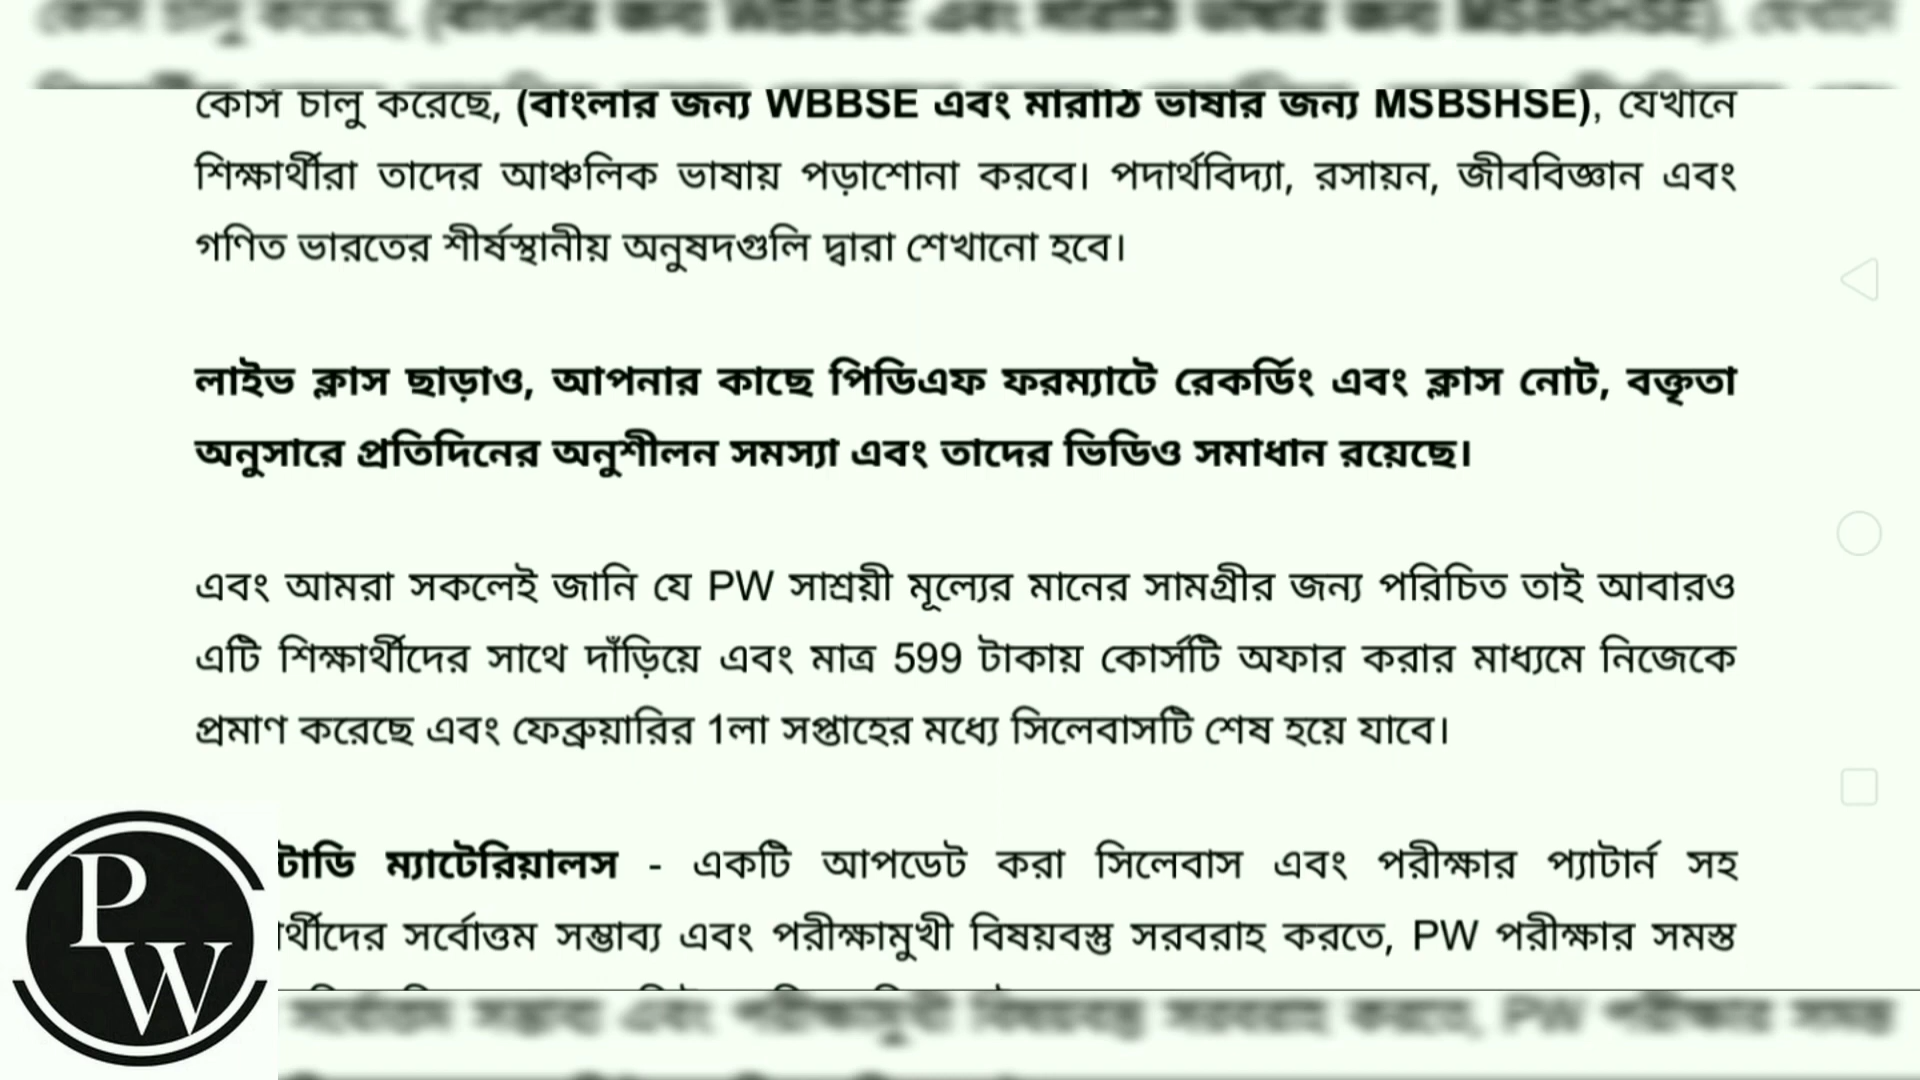 কোর্স চালু করেছে, (বাংলার জন্য WBBSE এবং মারাঠি ভাষার জন্য MSBSHSE), যেখানে
শিক্ষার্থীরা তাদের আঞ্চলিক ভাষায় পড়াশোনা করবে। পদার্থবিদ্যা, রসায়ন, জীববিজ্ঞান এবং
গণিত ভারতের শীর্ষস্থানীয় অনুষদগুলি দ্বারা শেখানো হবে।
লাইভ ক্লাস ছাড়াও, আপনার কাছে পিডিএফ ফরম্যাটে রেকর্ডিং এবং ক্লাস নোট, বক্তৃতা
অনুসারে প্রতিদিনের অনুশীলন সমস্যা এবং তাদের ভিডিও সমাধান রয়েছে।
এবং আমরা সকলেই জানি যে PW সাশ্রয়ী মূল্যের মানের সামগ্রীর জন্য পরিচিত তাই আবারও
এটি শিক্ষার্থীদের সাথে দাঁড়িয়ে এবং মাত্র 599 টাকায় কোর্সটি অফার করার মাধ্যমে নিজেকে
প্রমাণ করেছে এবং ফেব্রুয়ারির 1লা সপ্তাহের মধ্যে সিলেবাসটি শেষ হয়ে যাবে।
টাডি ম্যাটেরিয়ালস - একটি আপডেট করা সিলেবাস এবং পরীক্ষার প্যাটার্ন সহ
র্থীদের সর্বোত্তম সম্ভাব্য এবং পরীক্ষামুখী বিষয়বস্তু সরবরাহ করতে, PW পরীক্ষার সমস্ত
PW